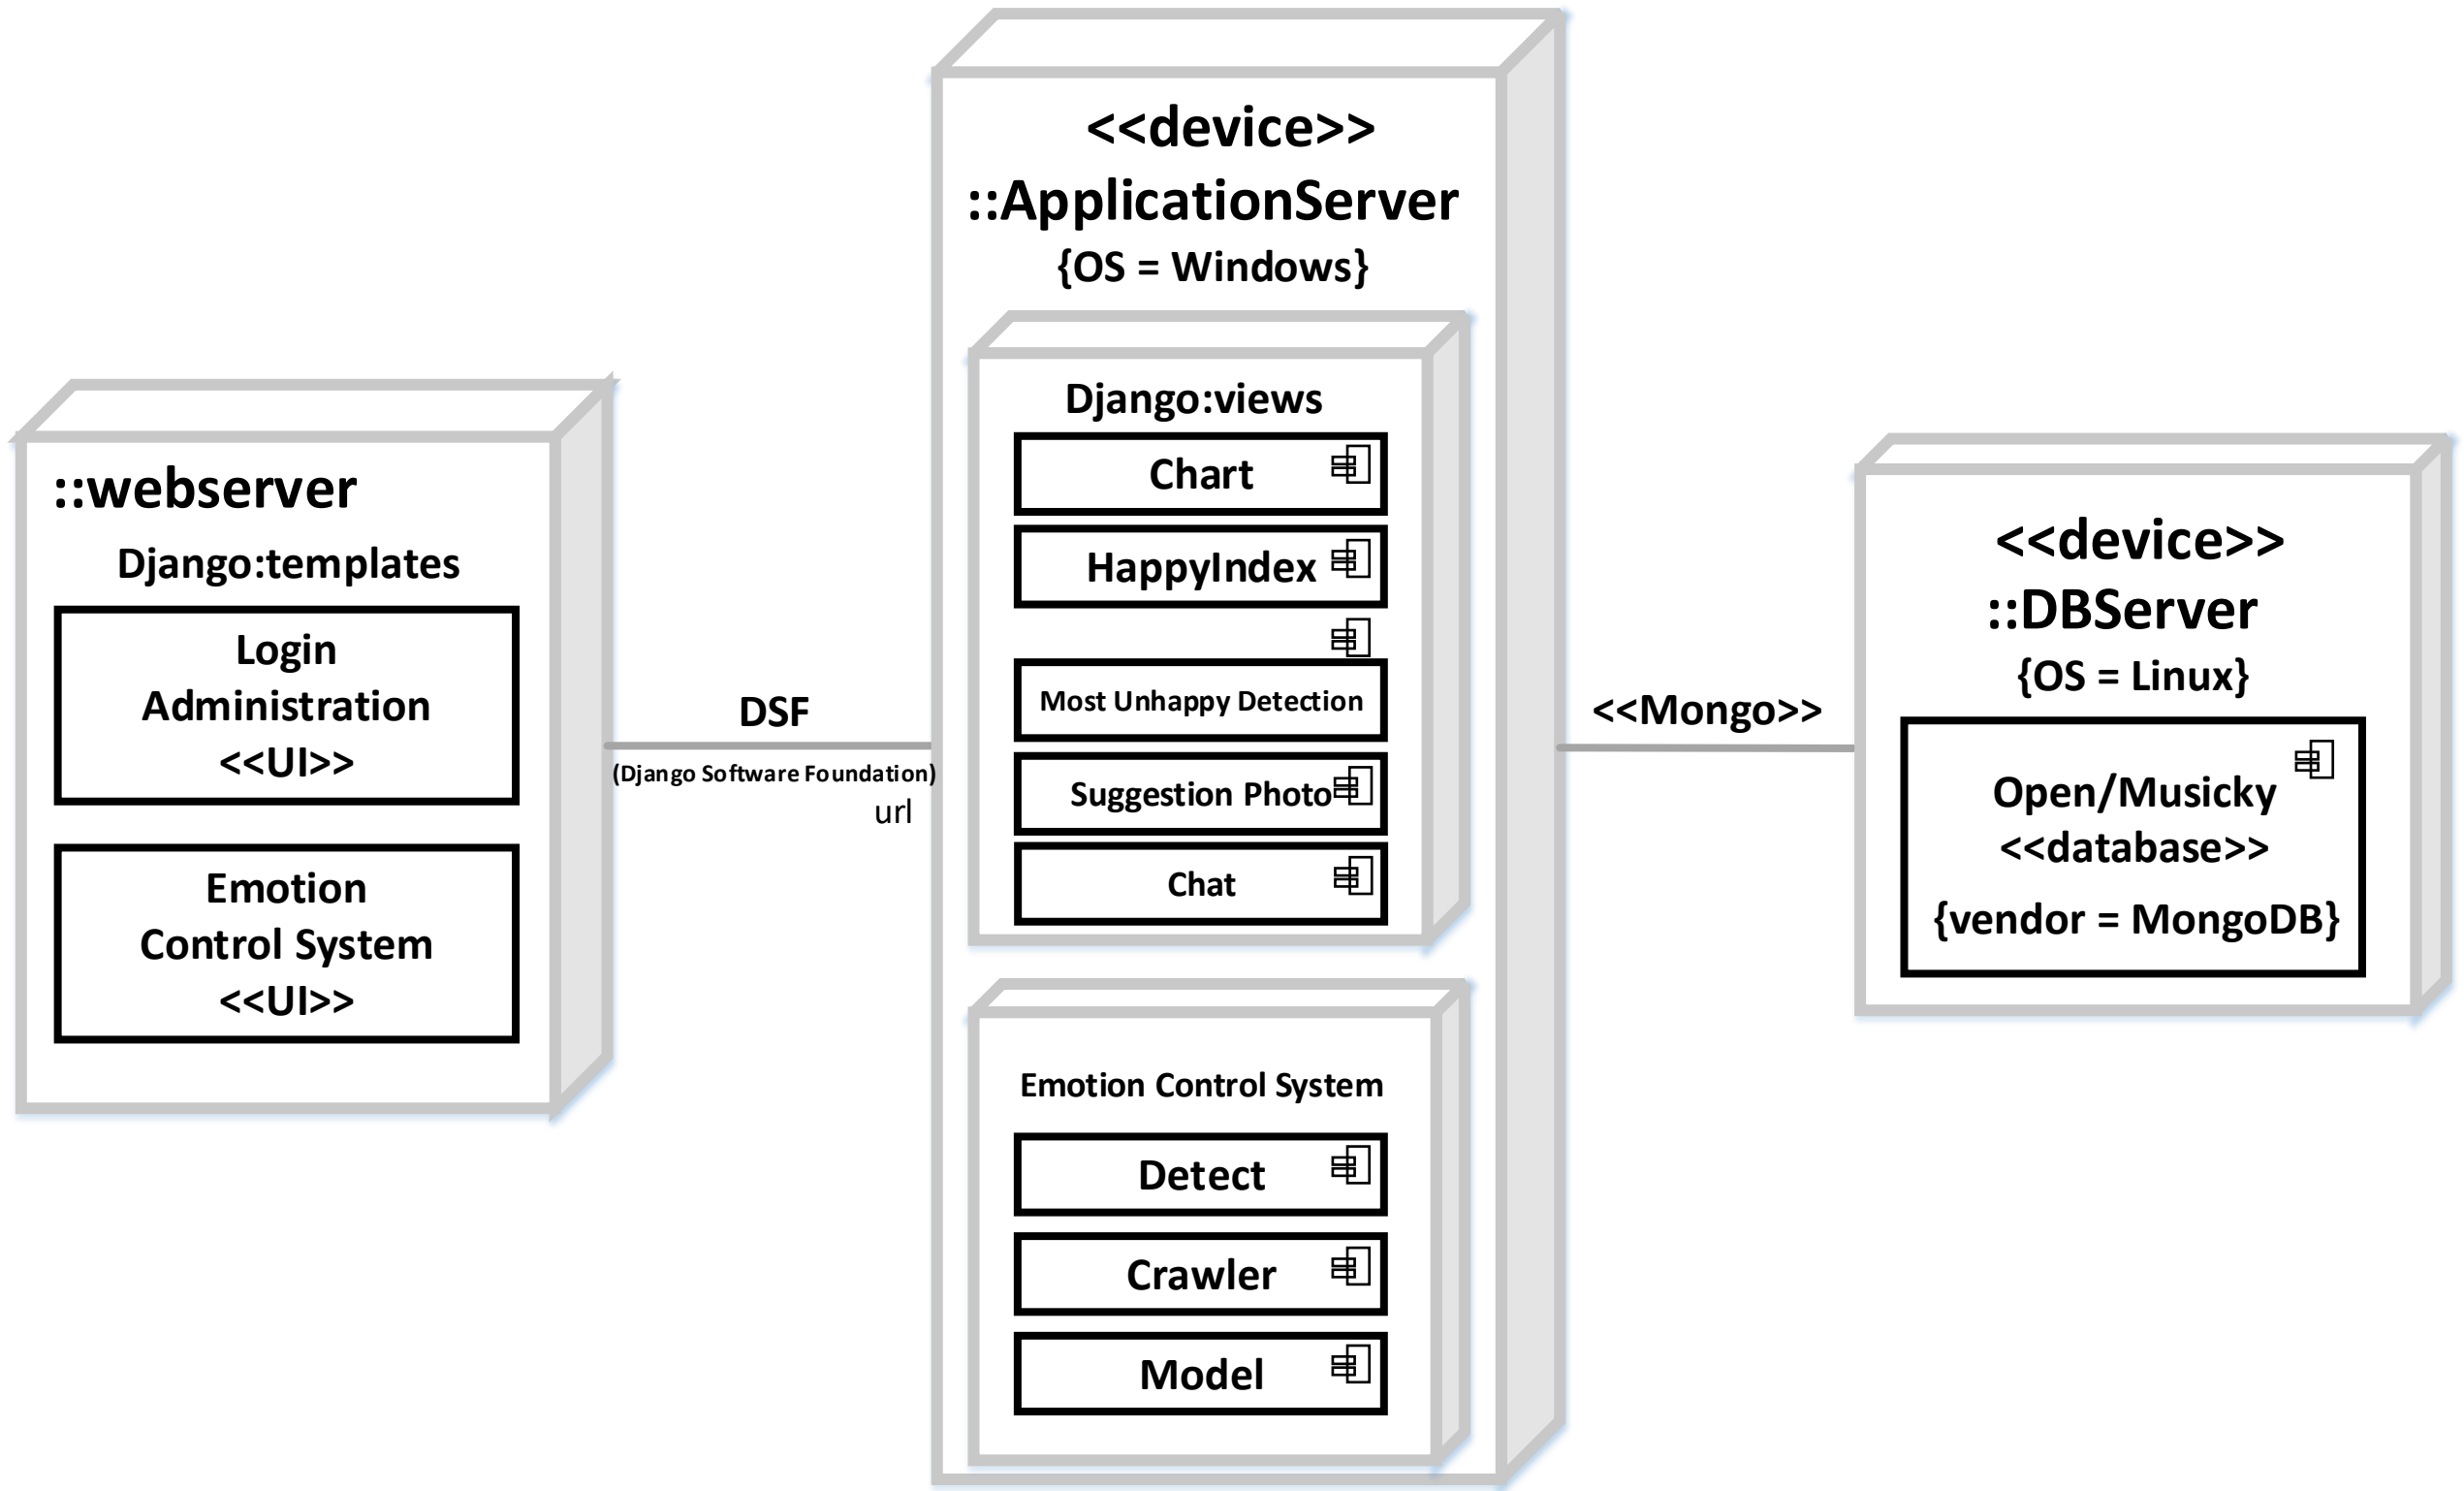 ::webserver
Django:templates
Login
Administration
<<UI>>
Emotion
Control System
<<UI>>
DSF
(Django Software Foundation)
url
<<device>>
::ApplicationServer
{OS = Windows}
Django:views
Chart
HappyIndex
Most Unhappy Detection
Suggestion Photo
Chat
Emotion Control System
Detect
Crawler
Model
<<Mongo>>
<<device>>
::DBServer
{OS = Linux}
Open/Musicky
<<database>>
{vendor = MongoDB}